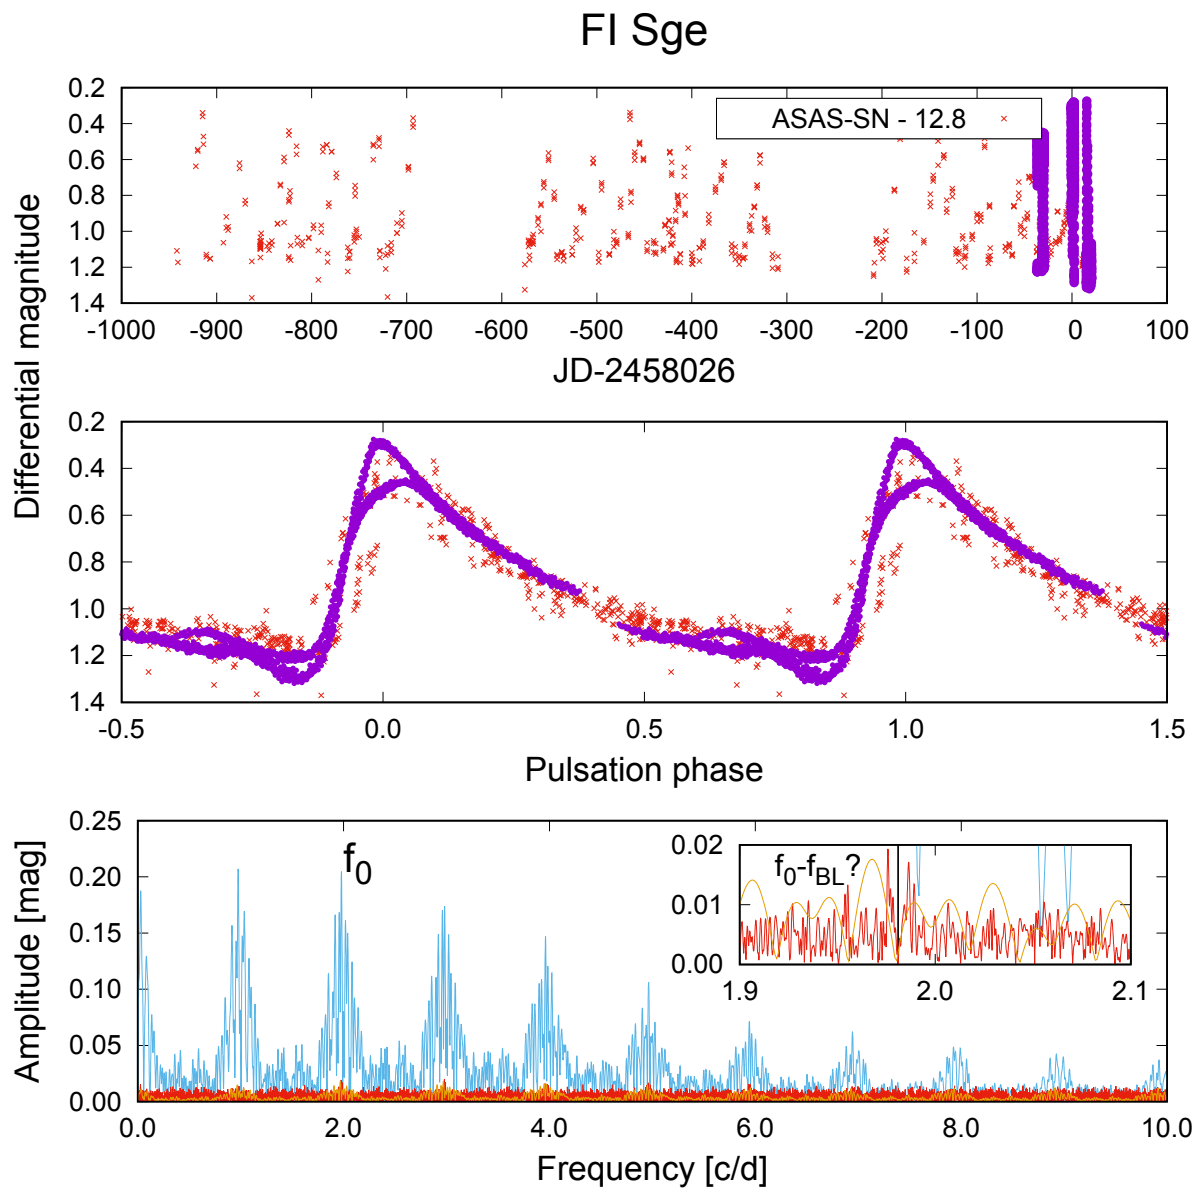 FI Sge
Differential magnitude
0.2
0.4
0.6
0.8
1.0
1.2
1.4
ASAS-SN - 12.8
-1000 -900 -800 -700 -600 -500 -400 -300 -200 -100 0 100
JD-2458026
0.2
0.4
0.6
0.8
1.0
1.2
1.4
-0.5 0.0 0.5 1.0 1.5
Pulsation phase
Amplitude [mag]
0.25
0.20
0.15
0.10
0.05
0.00
f0
0.02
0.01
0.00
f0-fBL?
1.9 2.0 2.1
0.0 2.0 4.0 6.0 8.0 10.0
Frequency [c/d]